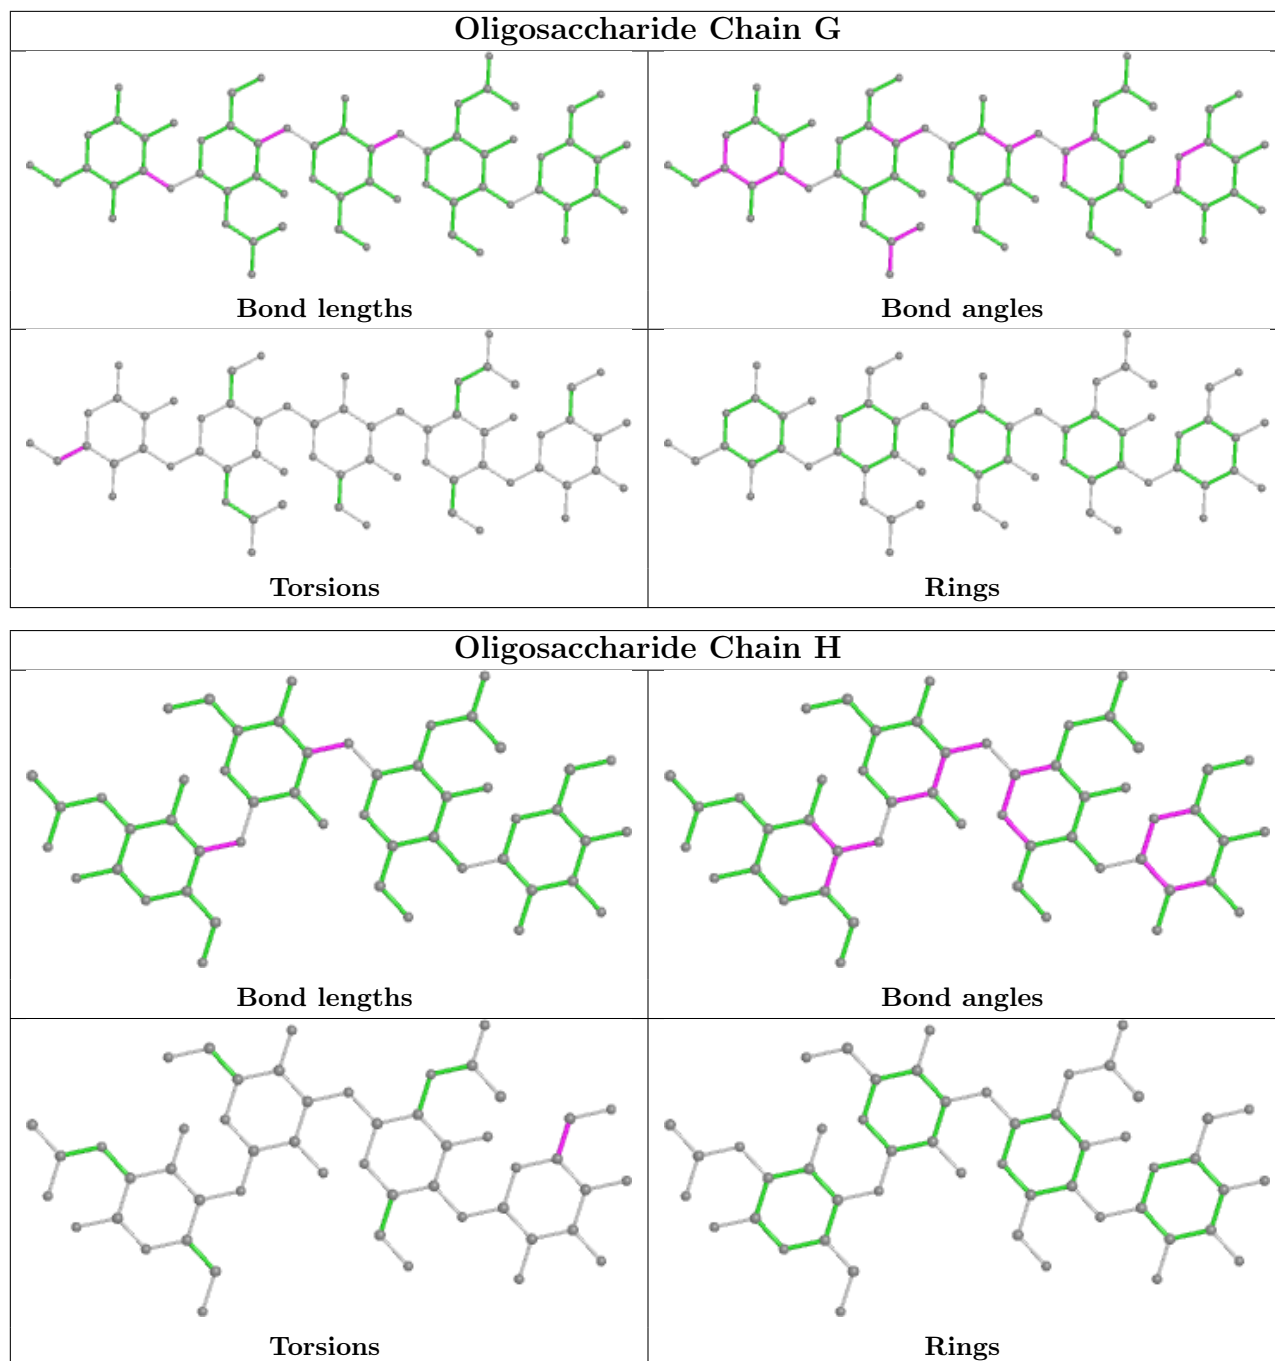 Oligosaccharide Chain G
Bond lengths
Bond angles
Torsions
Rings
Oligosaccharide Chain H
Bond lengths
Bond angles
Torsions
Rings